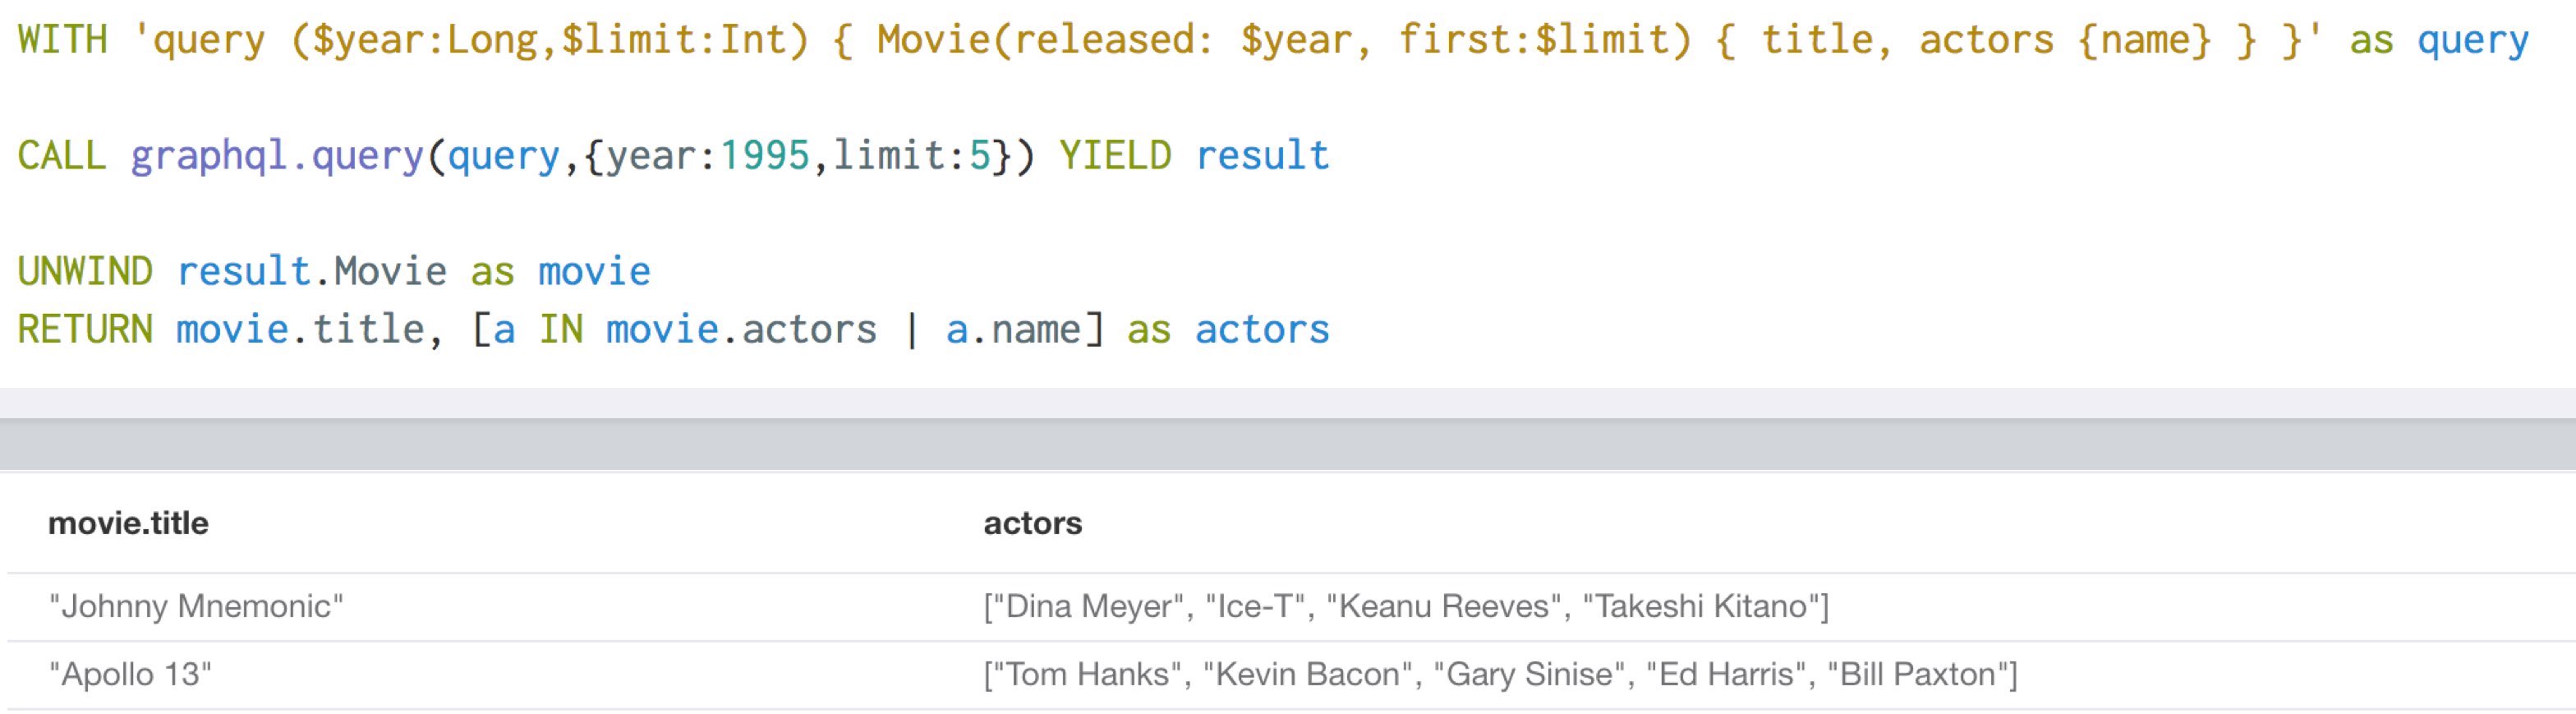 WITH 'query ($year:Long,$limit:Int) { Movie(released: $year, first:$limit) { title, actors {name} } }' as query
CALL graphql.query(query,{year:1995,limit:5}) YIELD result
UNWIND result.Movie as movie
RETURN movie.title, [a IN movie.actors | a.name] as actors
movie.title actors
"Johnny Mnemonic" ["Dina Meyer", "Ice-T", "Keanu Reeves", "Takeshi Kitano"]
"Apollo 13" ["Tom Hanks", "Kevin Bacon", "Gary Sinise", "Ed Harris", "Bill Paxton"]